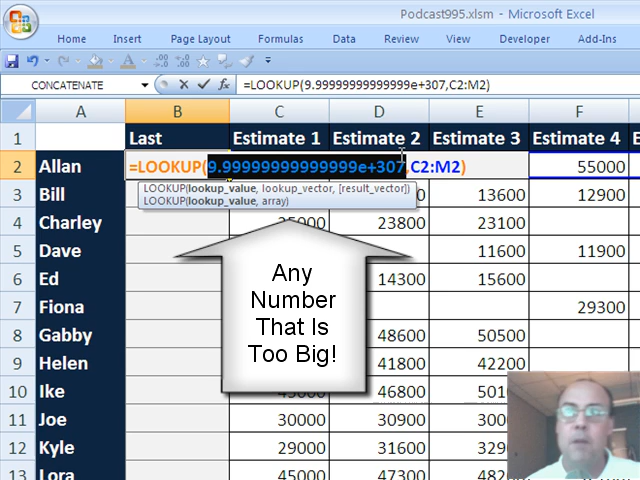 Podcast995.xlsm - Microsoft Excel
Home Insert Page Layout Formulas Data Review View Developer Add-Ins
CONCATENATE =LOOKUP(9.99999999999999e+307,C2:M2)
A B C D E F
1 Last Estimate 1 Estimate 2 Estimate 3 Estimate 4
2 Allan =LOOKUP(9.99999999999999e+307,C2:M2) 55000
LOOKUP(lookup_value, lookup_vector, [result_vector])
LOOKUP(lookup_value, array)
3 Bill 13600 12900
4 Charley 25000 23800 23100
5 Dave 11600 11900
6 Ed 14300 15600
7 Fiona 29300
8 Gabby 48600 50500
9 Helen 41800 42200
10 Ike 45000 46800
11 Joe 30000 30900
12 Kyle 29000 31600
13 Lora 45000 47300
Any
Number
That Is
Too Big!